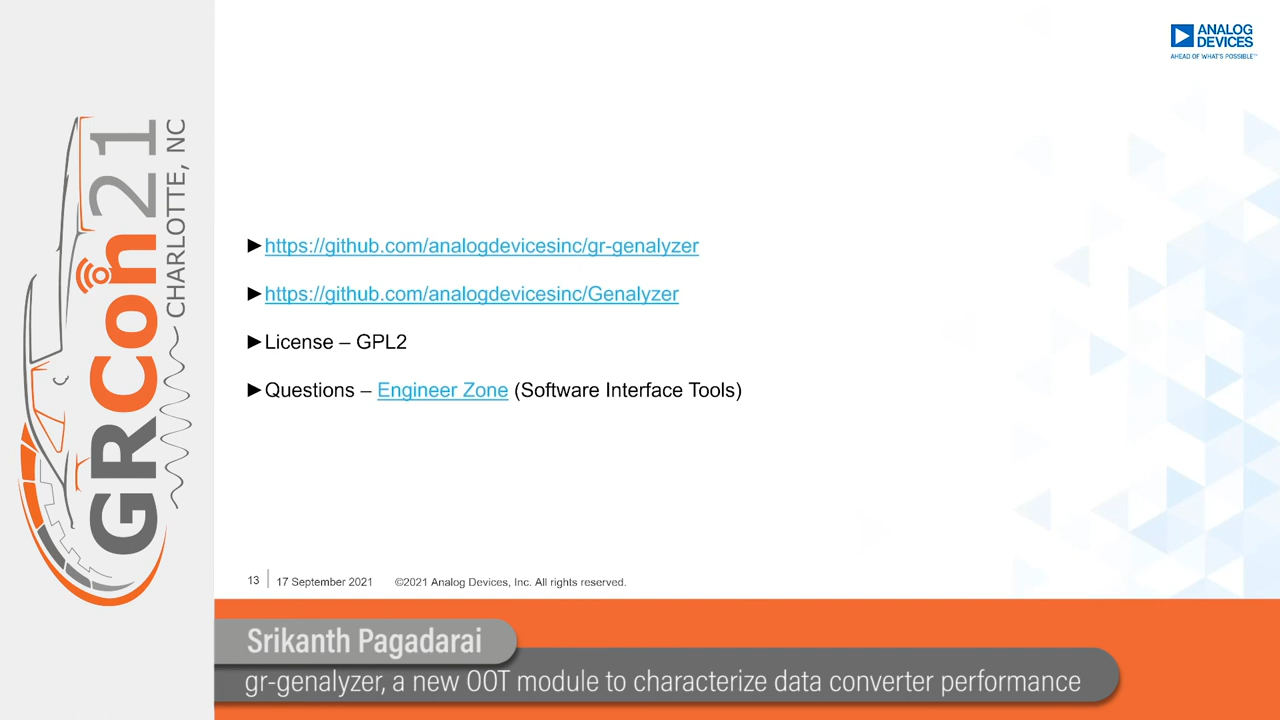 GRCon21
CHARLOTTE, NC
ANALOG
DEVICES
AHEAD OF WHAT'S POSSIBLE™
►https://github.com/analogdevicesinc/gr-genalyzer
►https://github.com/analogdevicesinc/Genalyzer
►License – GPL2
►Questions – Engineer Zone (Software Interface Tools)
13 | 17 September 2021 ©2021 Analog Devices, Inc. All rights reserved.
Srikanth Pagadarai
gr-genalyzer, a new OOT module to characterize data converter performance